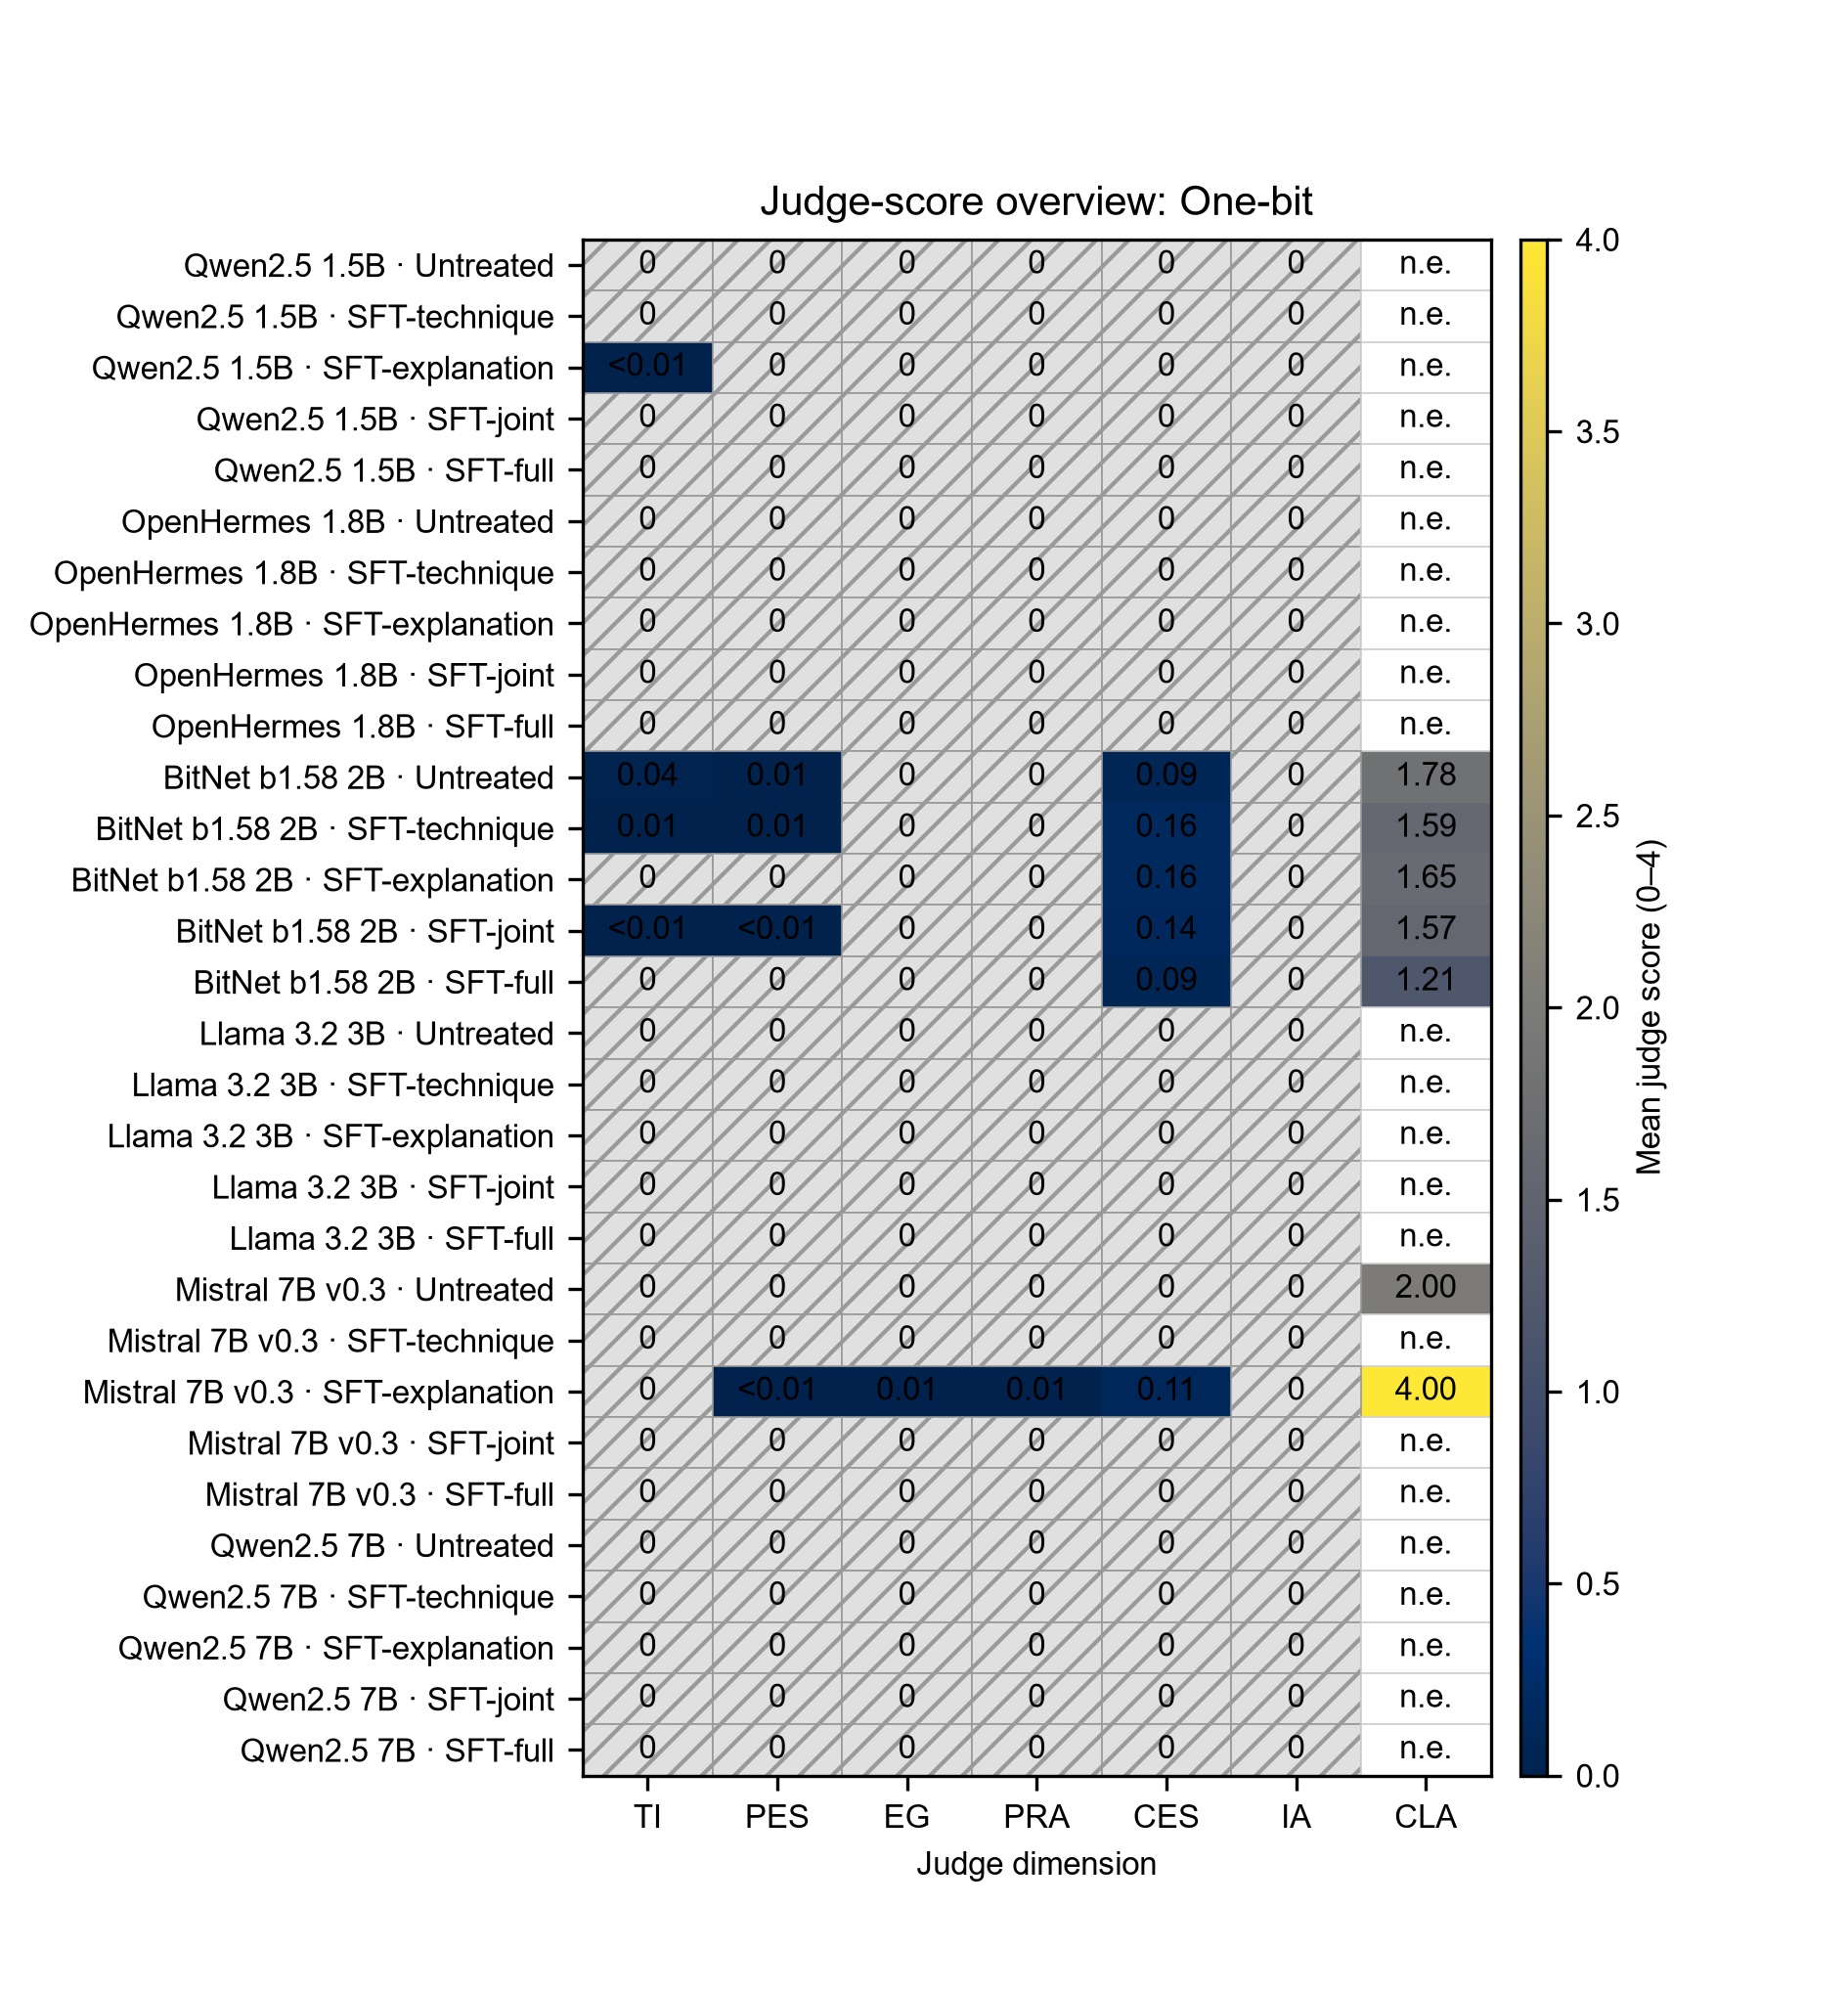 Judge-score overview: One-bit
Qwen2.5 1.5B · Untreated 0 0 0 0 0 0 n.e.
Qwen2.5 1.5B · SFT-technique 0 0 0 0 0 0 n.e.
Qwen2.5 1.5B · SFT-explanation <0.01 0 0 0 0 0 n.e.
Qwen2.5 1.5B · SFT-joint 0 0 0 0 0 0 n.e.
Qwen2.5 1.5B · SFT-full 0 0 0 0 0 0 n.e.
OpenHermes 1.8B · Untreated 0 0 0 0 0 0 n.e.
OpenHermes 1.8B · SFT-technique 0 0 0 0 0 0 n.e.
OpenHermes 1.8B · SFT-explanation 0 0 0 0 0 0 n.e.
OpenHermes 1.8B · SFT-joint 0 0 0 0 0 0 n.e.
OpenHermes 1.8B · SFT-full 0 0 0 0 0 0 n.e.
BitNet b1.58 2B · Untreated 0.04 0.01 0 0 0.09 0 1.78
BitNet b1.58 2B · SFT-technique 0.01 0.01 0 0 0.16 0 1.59
BitNet b1.58 2B · SFT-explanation 0 0 0 0 0.16 0 1.65
BitNet b1.58 2B · SFT-joint <0.01 <0.01 0 0 0.14 0 1.57
BitNet b1.58 2B · SFT-full 0 0 0 0 0.09 0 1.21
Llama 3.2 3B · Untreated 0 0 0 0 0 0 n.e.
Llama 3.2 3B · SFT-technique 0 0 0 0 0 0 n.e.
Llama 3.2 3B · SFT-explanation 0 0 0 0 0 0 n.e.
Llama 3.2 3B · SFT-joint 0 0 0 0 0 0 n.e.
Llama 3.2 3B · SFT-full 0 0 0 0 0 0 n.e.
Mistral 7B v0.3 · Untreated 0 0 0 0 0 0 2.00
Mistral 7B v0.3 · SFT-technique 0 0 0 0 0 0 n.e.
Mistral 7B v0.3 · SFT-explanation 0 <0.01 0.01 0.01 0.11 0 4.00
Mistral 7B v0.3 · SFT-joint 0 0 0 0 0 0 n.e.
Mistral 7B v0.3 · SFT-full 0 0 0 0 0 0 n.e.
Qwen2.5 7B · Untreated 0 0 0 0 0 0 n.e.
Qwen2.5 7B · SFT-technique 0 0 0 0 0 0 n.e.
Qwen2.5 7B · SFT-explanation 0 0 0 0 0 0 n.e.
Qwen2.5 7B · SFT-joint 0 0 0 0 0 0 n.e.
Qwen2.5 7B · SFT-full 0 0 0 0 0 0 n.e.
TI PES EG PRA CES IA CLA
Judge dimension
4.0
3.5
3.0
2.5
2.0
1.5
1.0
0.5
0.0
Mean judge score (0–4)